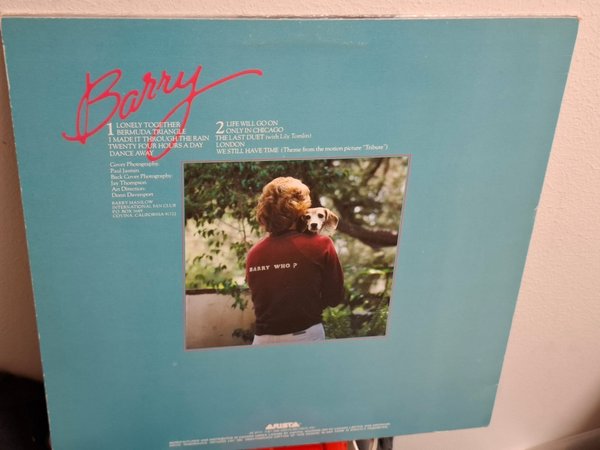 Barry
1 LONELY TOGETHER
BERMUDA TRIANGLE
I MADE IT THROUGH THE RAIN
TWENTY FOUR HOURS A DAY
DANCE AWAY
2 LIFE WILL GO ON
ONLY IN CHICAGO
THE LAST DUET (with Lily Tomlin)
LONDON
WE STILL HAVE TIME (Theme from the motion picture "Tribute")
Cover Photography:
Paul Jasmin
Back Cover Photography:
Jay Thompson
Art Direction:
Donn Davenport
BARRY MANILOW
INTERNATIONAL FAN CLUB
P.O. BOX
COVINA, CALIFORNIA 91722
BARRY WHO?
ARISTA